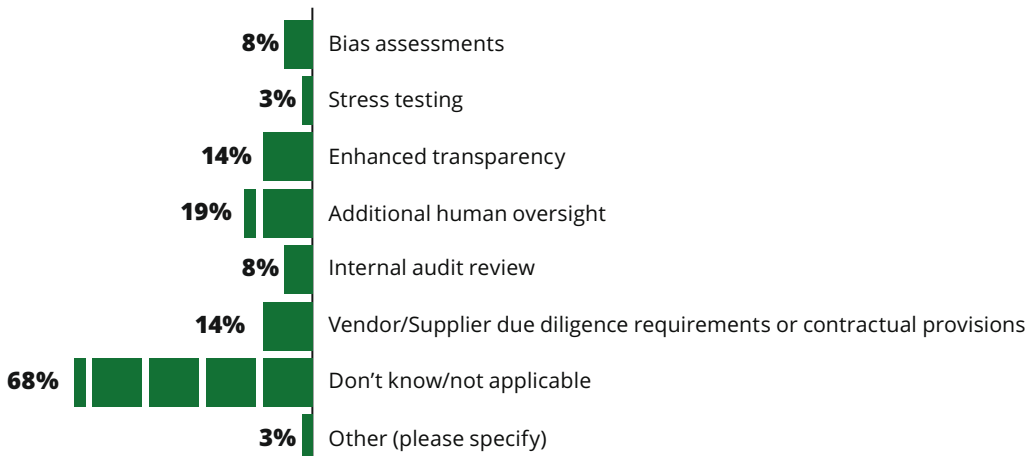 8% Bias assessments
3% Stress testing
14% Enhanced transparency
19% Additional human oversight
8% Internal audit review
14% Vendor/Supplier due diligence requirements or contractual provisions
68% Don’t know/not applicable
3% Other (please specify)